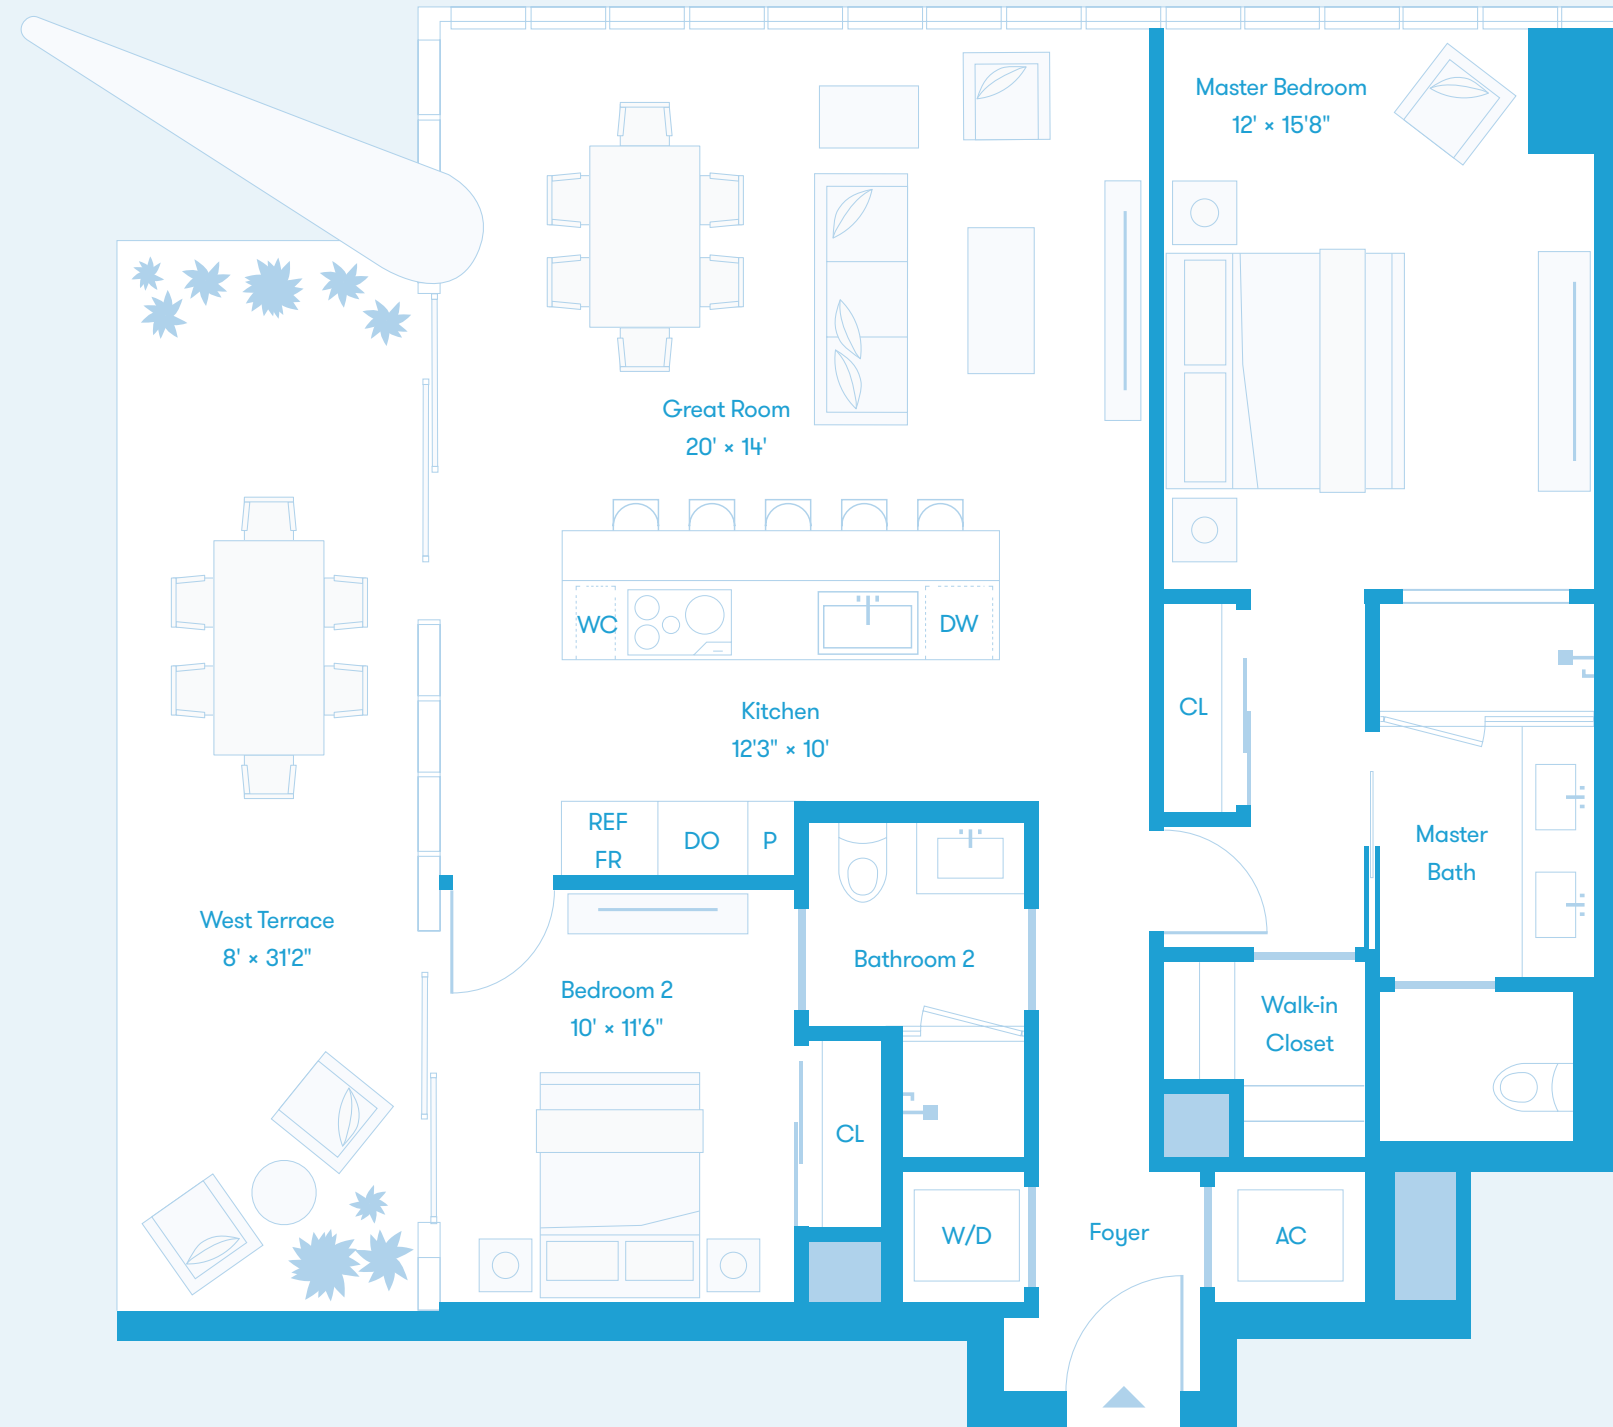 Master Bedroom
12' × 15'8"
Great Room
20' × 14'
WC
DW
CL
Kitchen
12'3" × 10'
REF
FR
DO
P
Master
Bath
West Terrace
8' × 31'2"
Bathroom 2
Bedroom 2
10' × 11'6"
Walk-in
Closet
CL
W/D
Foyer
AC